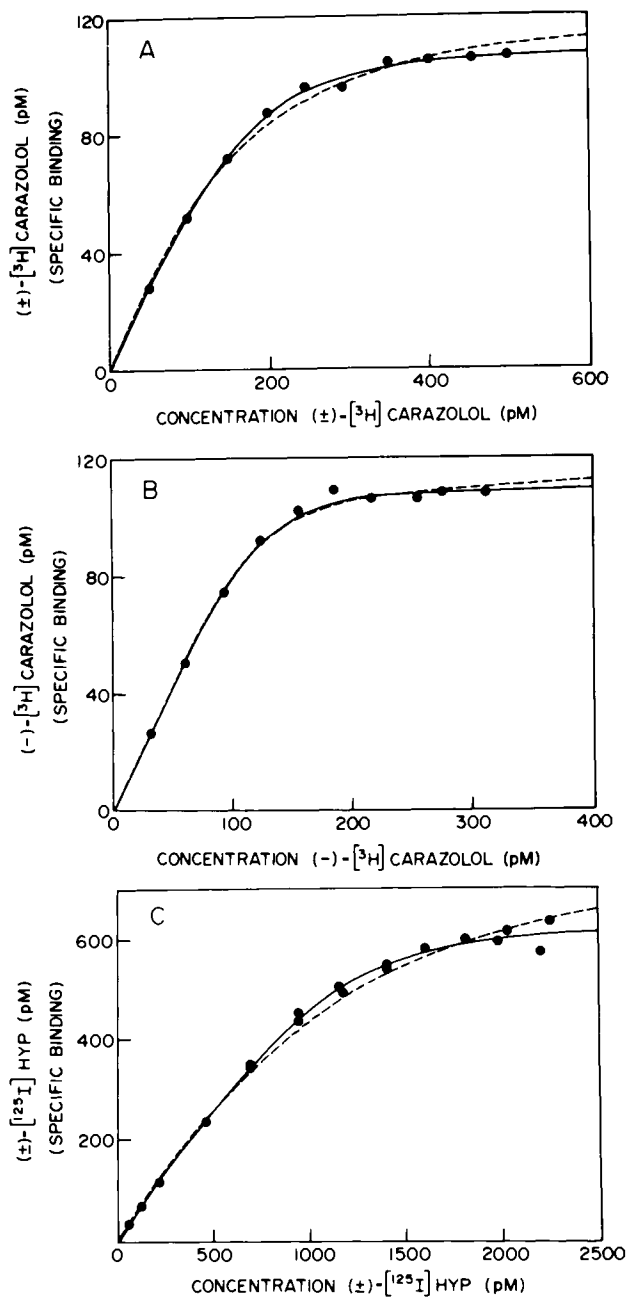 A
120
80
40
0
(±)-[³H] CARAZOLOL (pM)
(SPECIFIC BINDING)
0 200 400 600
CONCENTRATION (±)-[³H] CARAZOLOL (pM)
B
120
80
40
0
(-)-[³H] CARAZOLOL (pM)
(SPECIFIC BINDING)
0 100 200 300 400
CONCENTRATION (-)-[³H] CARAZOLOL (pM)
C
600
400
200
(±)-[¹²⁵I] HYP (pM)
(SPECIFIC BINDING)
0 500 1000 1500 2000 2500
CONCENTRATION (±)-[¹²⁵I] HYP (pM)